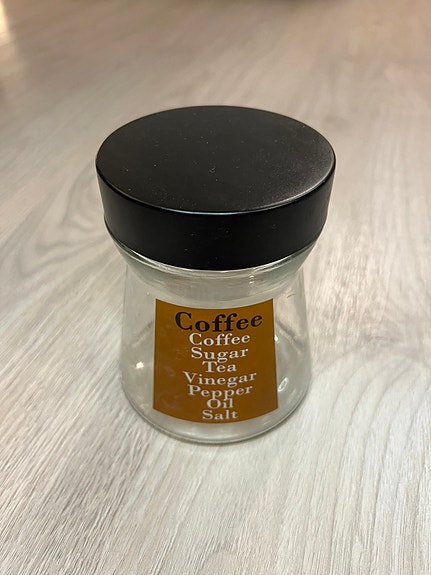 Coffee
Coffee
Sugar
Tea
Vinegar
Pepper
Oil
Salt